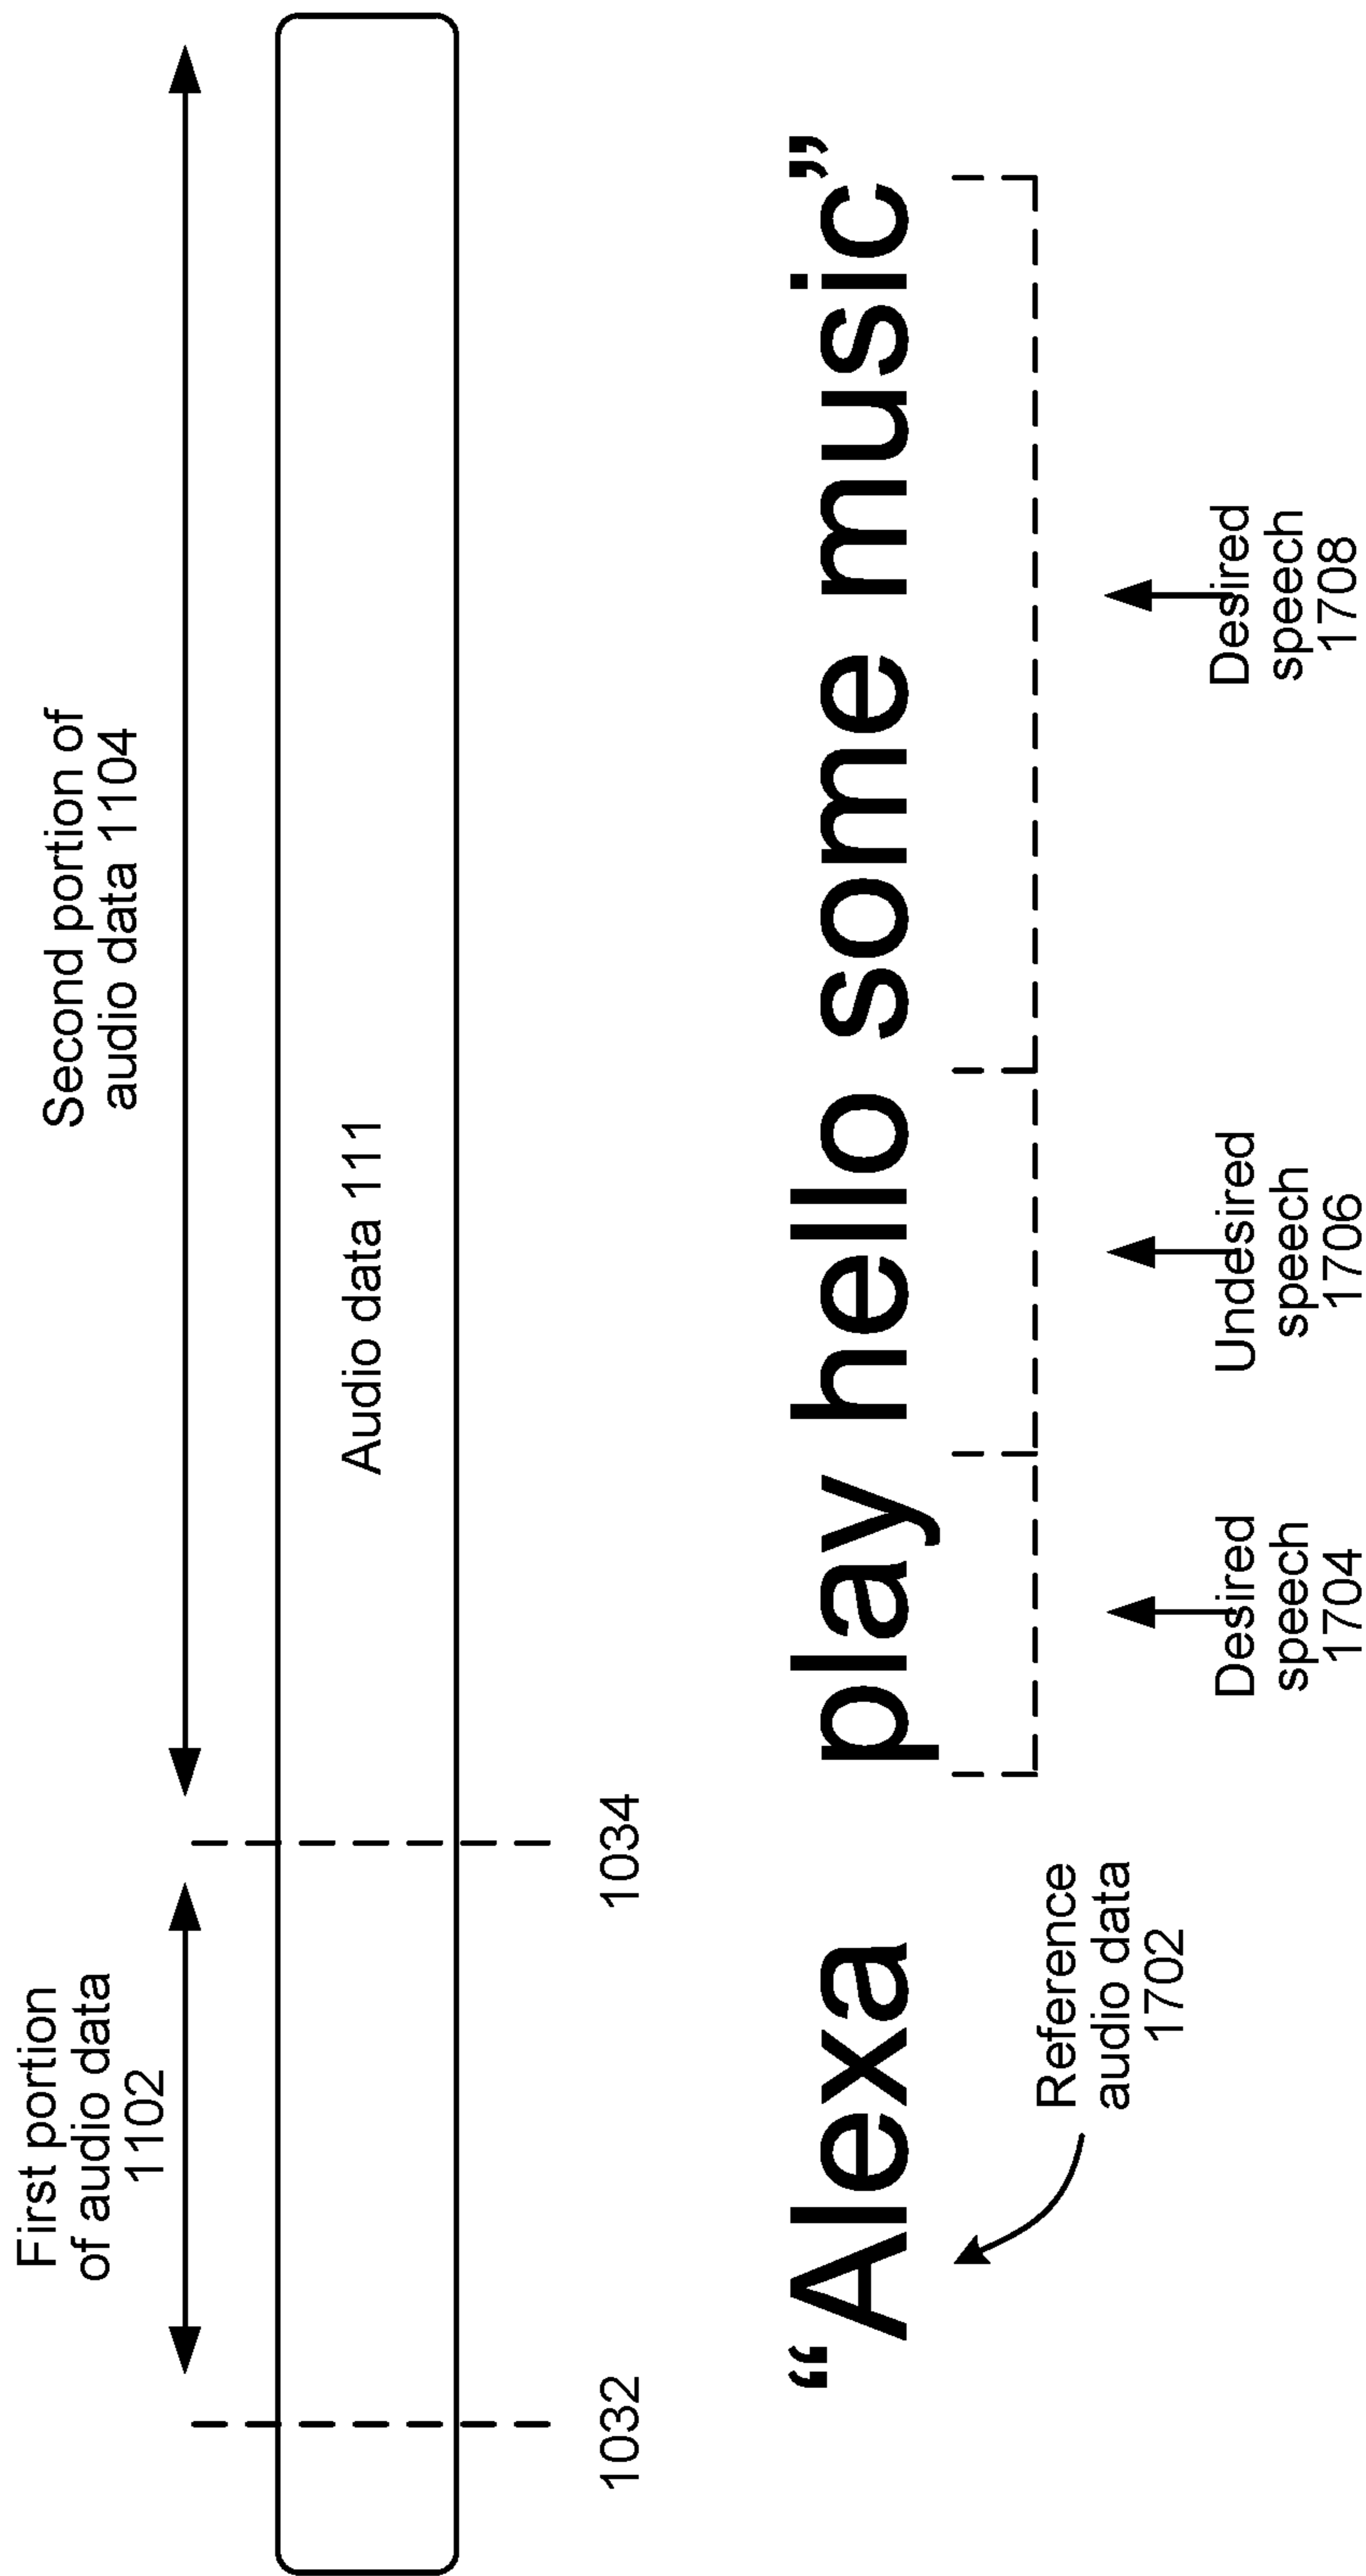 First portion
of audio data
1102
Second portion of
audio data 1104
Audio data 111
1032
1034
“Alexa play hello some music”
Reference
audio data
1702
Desired
speech
1704
Undesired
speech
1706
Desired
speech
1708